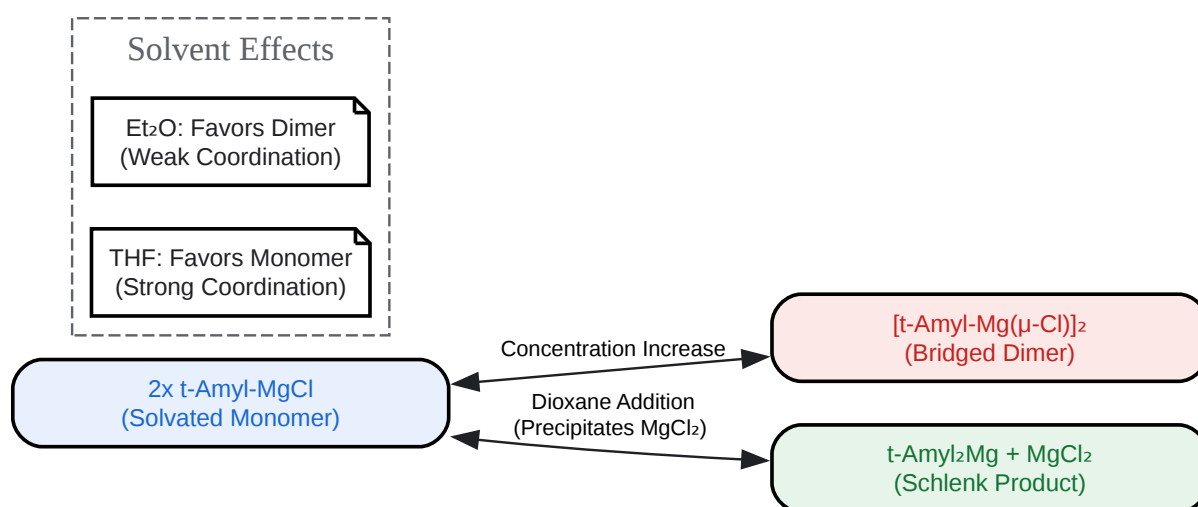 Solvent Effects
Et₂O: Favors Dimer
(Weak Coordination)
THF: Favors Monomer
(Strong Coordination)
2x t-Amyl-MgCl
(Solvated Monomer)
Concentration Increase
Dioxane Addition
(Precipitates MgCl₂)
[t-Amyl-Mg(μ-Cl)]₂
(Bridged Dimer)
t-Amyl₂Mg + MgCl₂
(Schlenk Product)